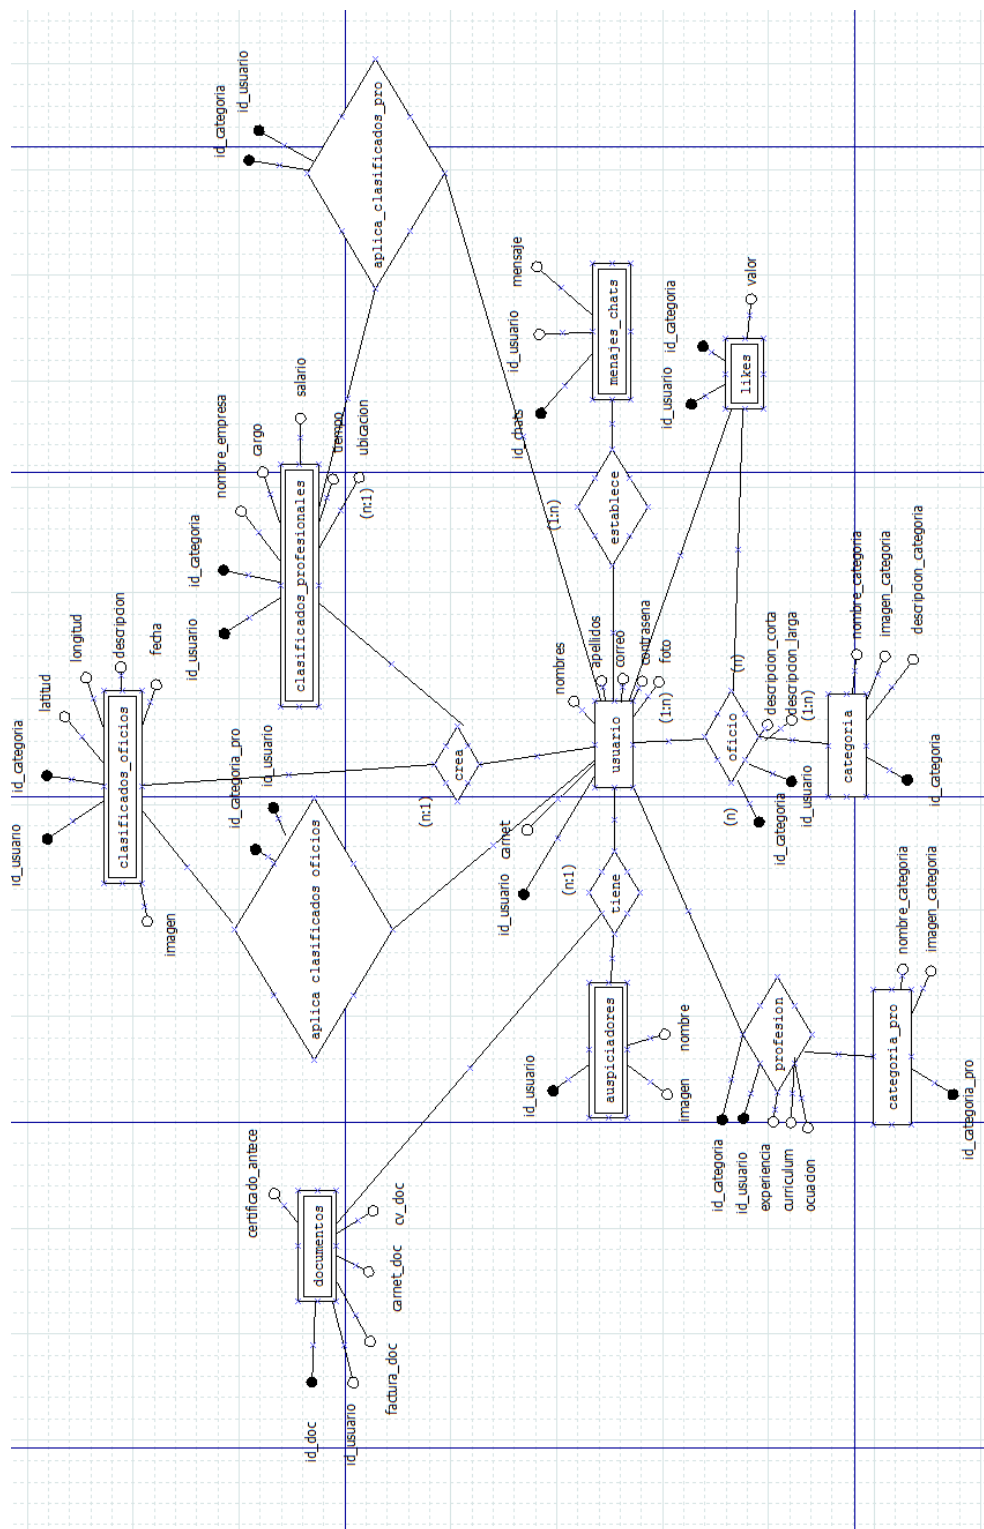 id_usuario
id_categoria
aplica_clasificados_pro
mensaje
id_usuario
id_chats
menajes_chats
id_categoria
id_usuario
valor
likes
salario
nombre_empresa
cargo
tiempo
ubicacion
(n:1)
id_categoria
id_usuario
clasificados_profesionales
(1:n)
establece
longitud
latitud
descripcion
fecha
id_categoria
id_usuario
clasificados_oficios
imagen
crea
(n:1)
nombres
apellidos
correo
contrasena
foto
(1:n)
usuario
carnet
id_usuario
(n)
oficio
descripcion_corta
descripcion_larga
(1:n)
(n)
id_categoria
id_usuario
nombre_categoria
imagen_categoria
descripcion_categoria
categoria
id_categoria
id_usuario
id_categoria_pro
aplica clasificados oficios
(n:1)
tiene
auspiciadores
id_usuario
nombre
imagen
profesion
id_categoria
id_usuario
experiencia
curriculum
ocuacion
nombre_categoria
imagen_categoria
categoria_pro
id_categoria_pro
certificado_antece
documentos
cv_doc
carnet_doc
factura_doc
id_usuario
id_doc